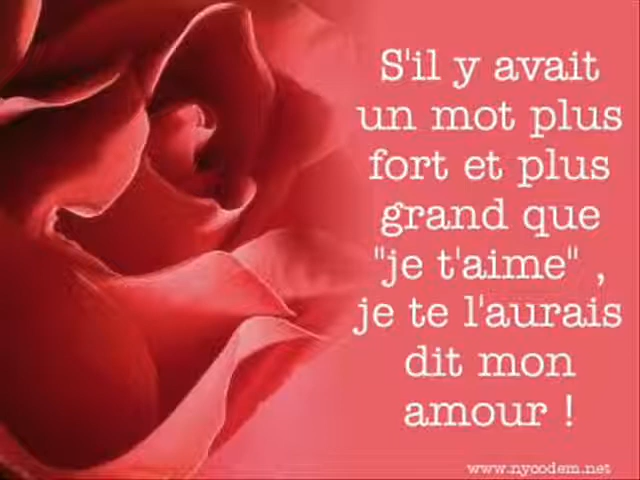 S'il y avait
un mot plus
fort et plus
grand que
"je t'aime" ,
je te l'aurais
dit mon
amour !
www.nycodem.net